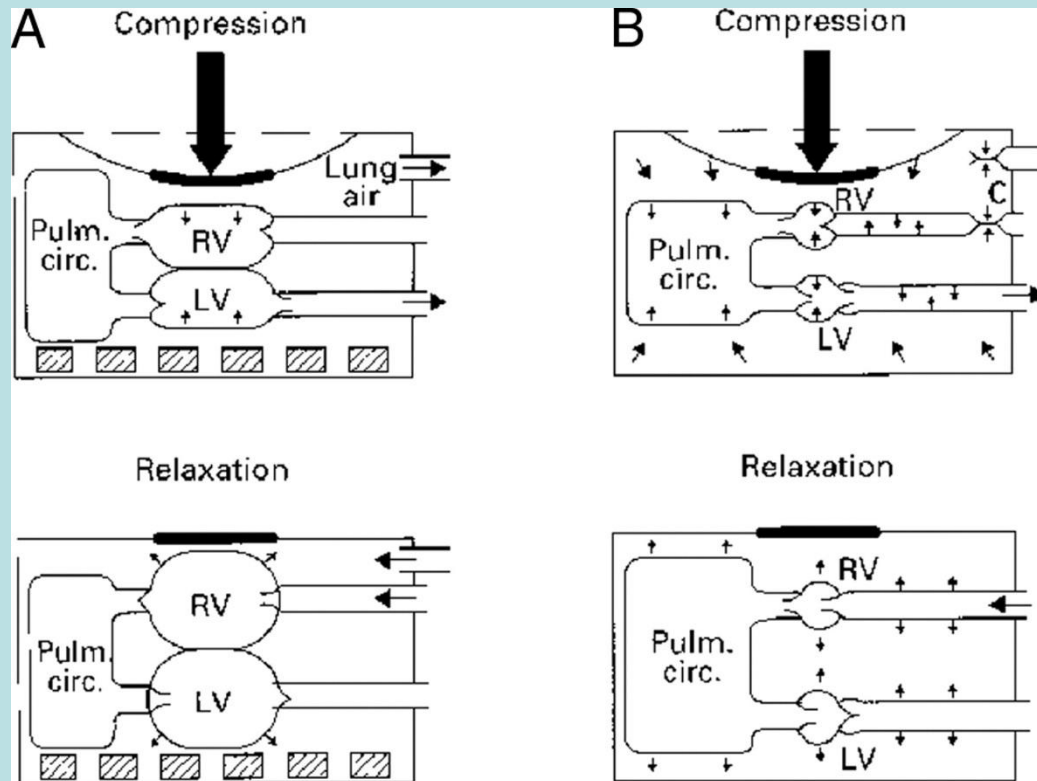 A
Compression
Lung
air
Pulm.
circ.
RV
LV
Relaxation
Pulm.
circ.
RV
LV
B
Compression
RV
C
Pulm.
circ.
LV
Relaxation
RV
Pulm.
circ.
LV